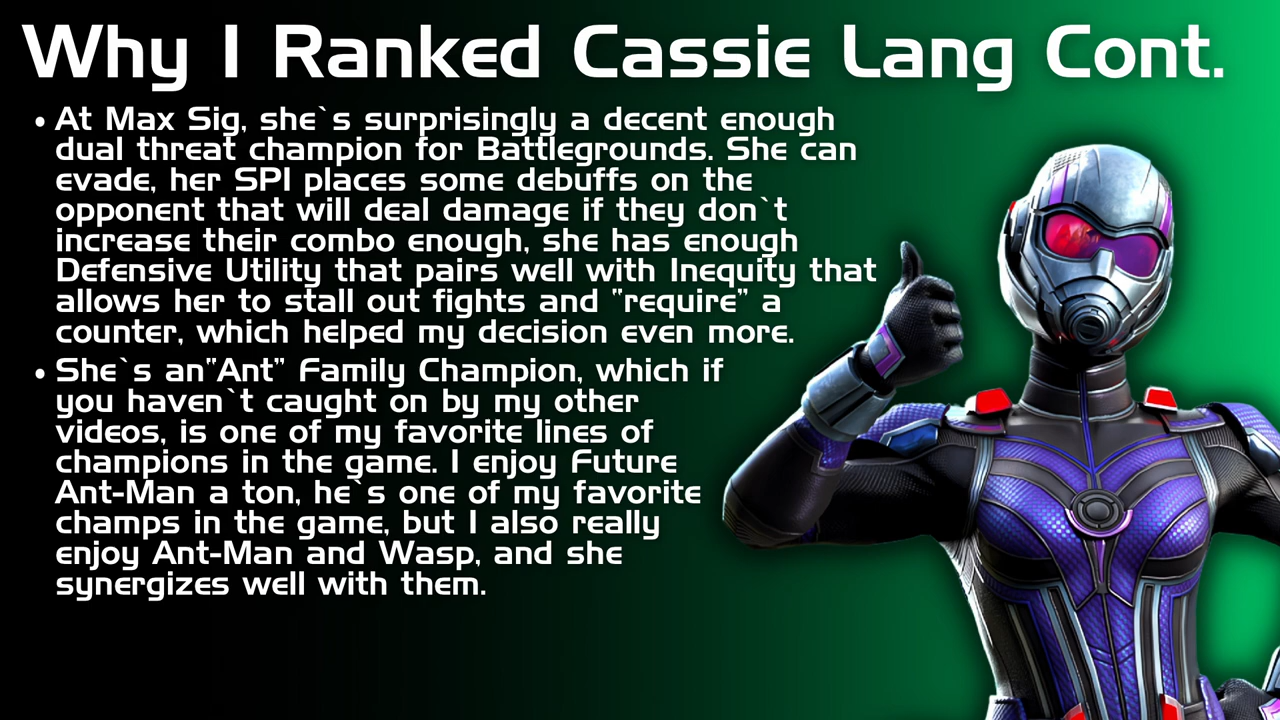 Why I Ranked Cassie Lang Cont.
• At Max Sig, she`s surprisingly a decent enough
dual threat champion for Battlegrounds. She can
evade, her SP1 places some debuffs on the
opponent that will deal damage if they don`t
increase their combo enough, she has enough
Defensive Utility that pairs well with Inequity that
allows her to stall out fights and "require" a
counter, which helped my decision even more.
• She`s an"Ant" Family Champion, which if
you haven`t caught on by my other
videos, is one of my favorite lines of
champions in the game. I enjoy Future
Ant-Man a ton, he`s one of my favorite
champs in the game, but I also really
enjoy Ant-Man and Wasp, and she
synergizes well with them.